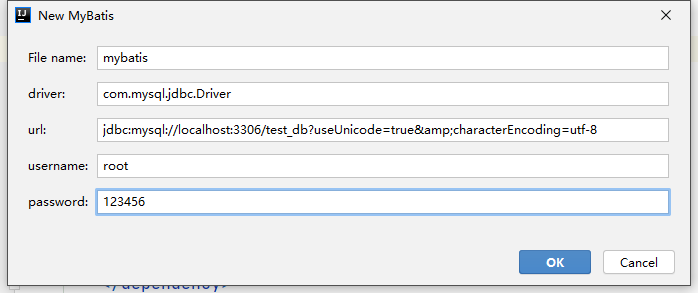 IJ New MyBatis
File name: mybatis
driver: com.mysql.jdbc.Driver
url: jdbc:mysql://localhost:3306/test_db?useUnicode=true&amp;characterEncoding=utf-8
username: root
password: 123456
OK Cancel
</dependency>